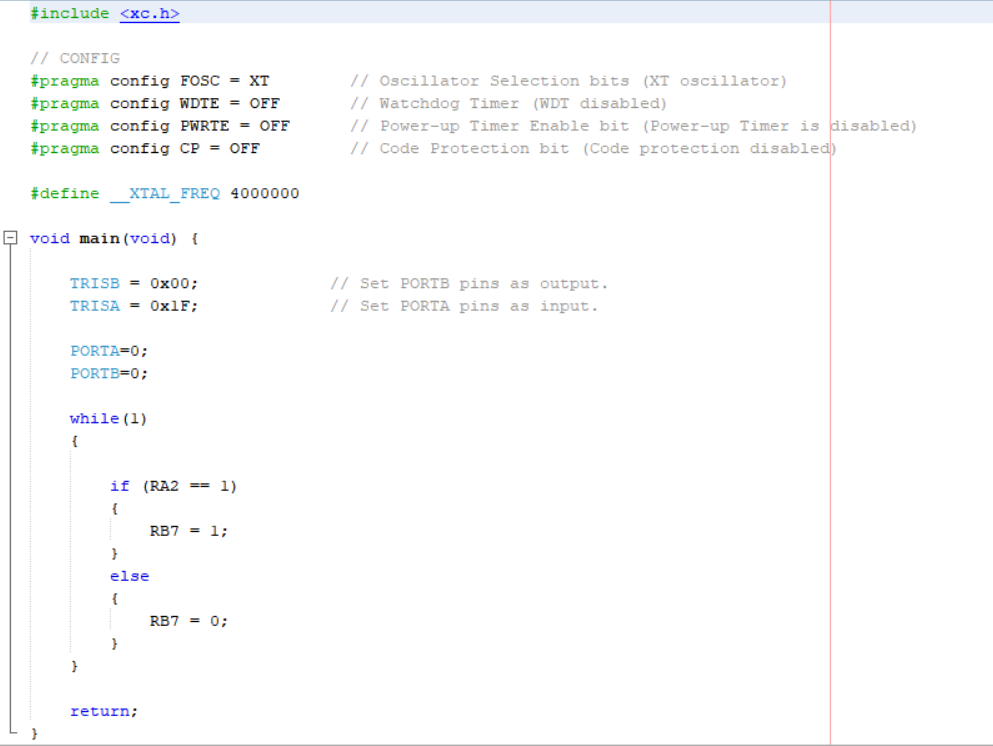 #include <xc.h>
// CONFIG
#pragma config FOSC = XT        // Oscillator Selection bits (XT oscillator)
#pragma config WDTE = OFF       // Watchdog Timer (WDT disabled)
#pragma config PWRTE = OFF      // Power-up Timer Enable bit (Power-up Timer is disabled)
#pragma config CP = OFF         // Code Protection bit (Code protection disabled)
#define __XTAL_FREQ 4000000
void main(void) {
    TRISB = 0x00;             // Set PORTB pins as output.
    TRISA = 0x1F;             // Set PORTA pins as input.
    PORTA=0;
    PORTB=0;
    while(1)
    {
        if (RA2 == 1)
        {
            RB7 = 1;
        }
        else
        {
            RB7 = 0;
        }
    }
    return;
}